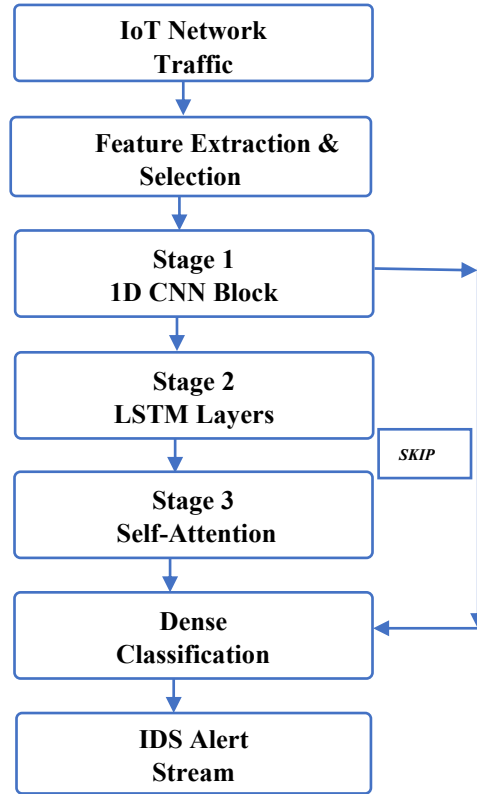 IoT Network
Traffic
Feature Extraction &
Selection
Stage 1
1D CNN Block
Stage 2
LSTM Layers
SKIP
Stage 3
Self-Attention
Dense
Classification
IDS Alert
Stream